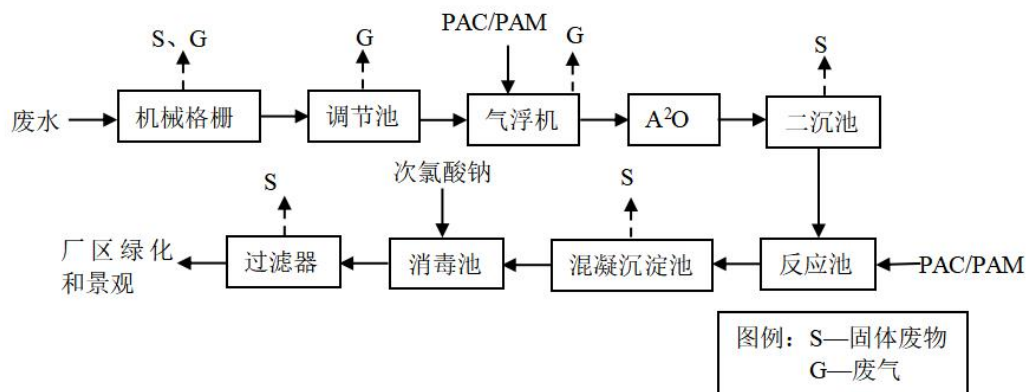 PAC/PAM
S、G
G
G
S
废水
机械格栅
调节池
气浮机
A²O
二沉池
次氯酸钠
S
S
厂区绿化
和景观
过滤器
消毒池
混凝沉淀池
反应池
PAC/PAM
图例：S—固体废物
G—废气